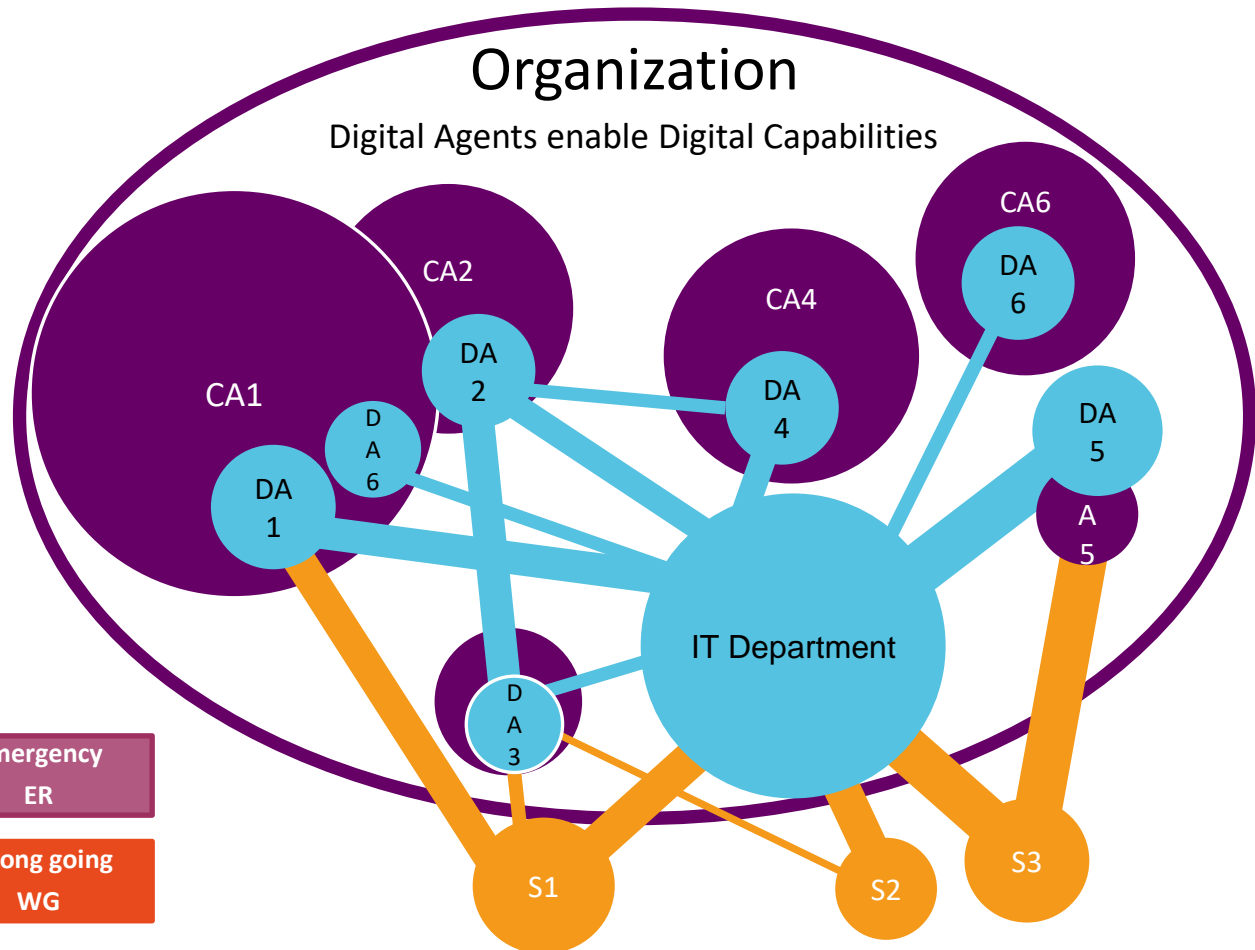 Organization
Digital Agents enable Digital Capabilities
CA6
DA
6
CA2
CA4
DA
2
DA
4
DA
5
CA1
D
A
6
DA
1
A
5
IT Department
D
A
3
mergency
ER
ong going
WG
S1
S2
S3